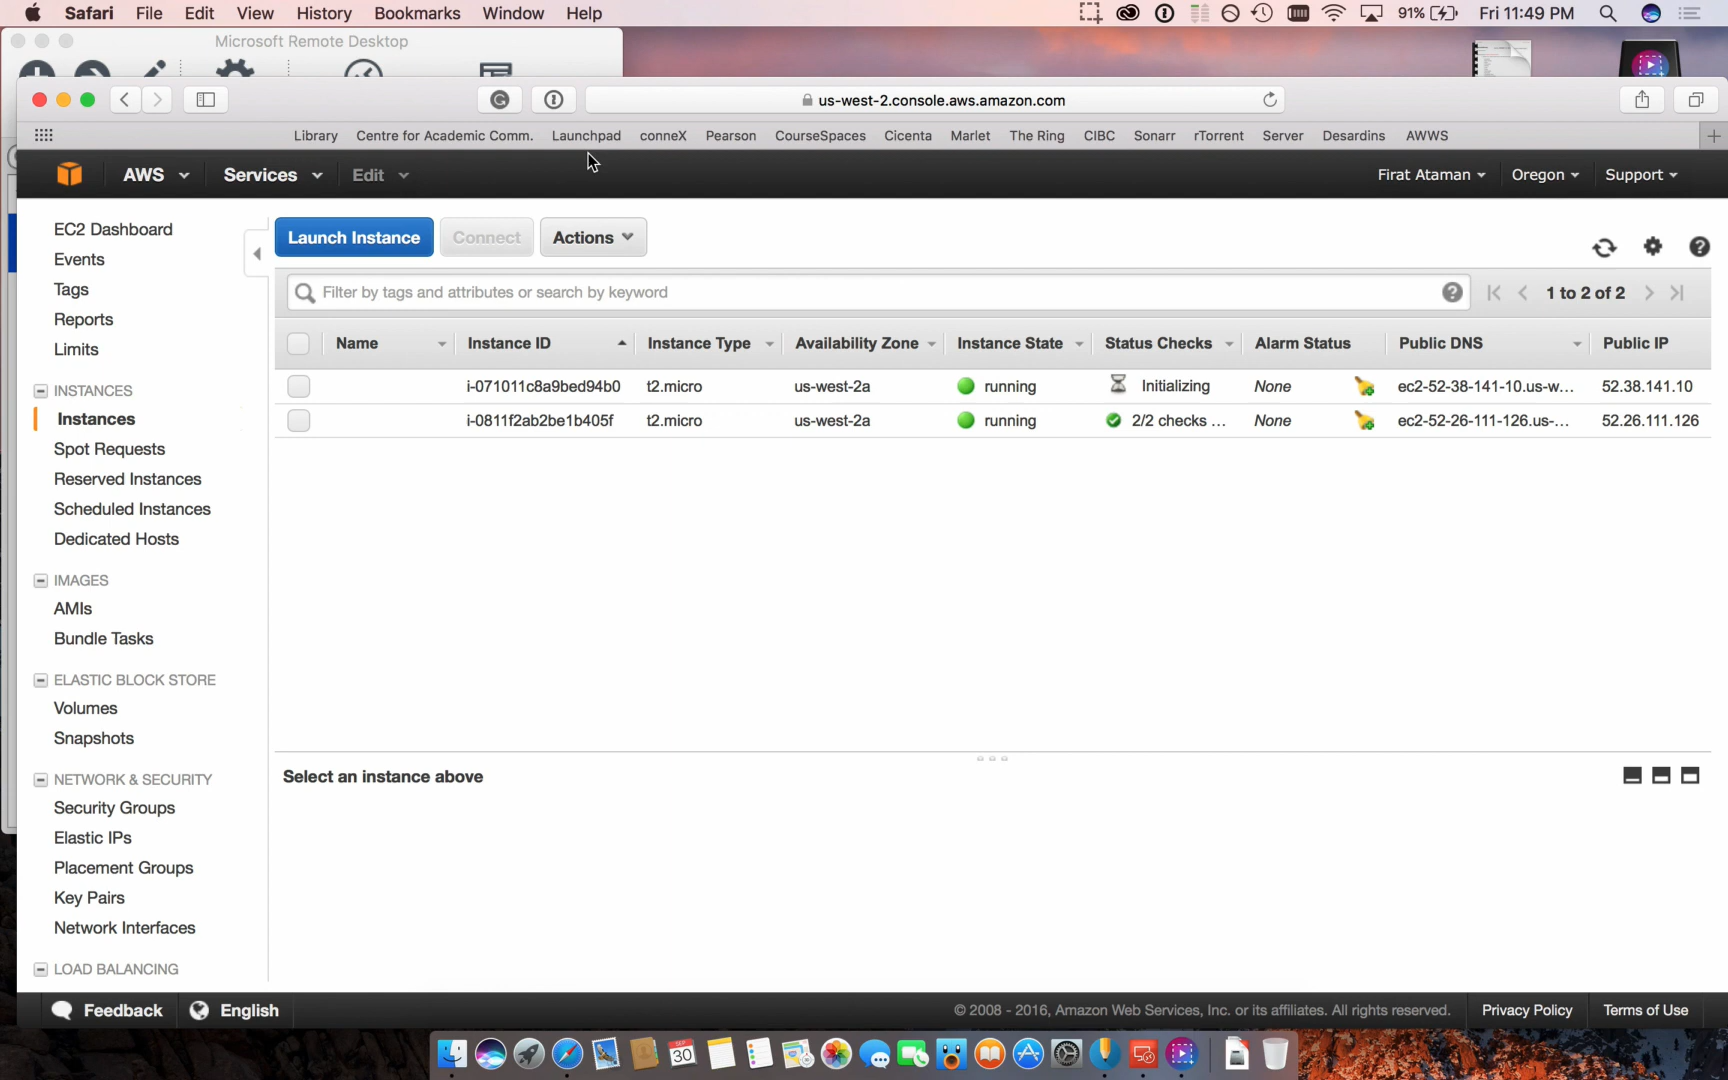 Safari File Edit View History Bookmarks Window Help 91% Fri 11:49 PM
Microsoft Remote Desktop
us-west-2.console.aws.amazon.com
Library Centre for Academic Comm. Launchpad conneX Pearson CourseSpaces Cicenta Marlet The Ring CIBC Sonarr rTorrent Server Desardins AWWS
AWS Services Edit Firat Ataman Oregon Support
EC2 Dashboard
Events
Tags
Reports
Limits
INSTANCES
Instances
Spot Requests
Reserved Instances
Scheduled Instances
Dedicated Hosts
IMAGES
AMIs
Bundle Tasks
ELASTIC BLOCK STORE
Volumes
Snapshots
NETWORK & SECURITY
Security Groups
Elastic IPs
Placement Groups
Key Pairs
Network Interfaces
LOAD BALANCING
Launch Instance Connect Actions
Filter by tags and attributes or search by keyword 1 to 2 of 2
Name Instance ID Instance Type Availability Zone Instance State Status Checks Alarm Status Public DNS Public IP
i-071011c8a9bed94b0 t2.micro us-west-2a running Initializing None ec2-52-38-141-10.us-w... 52.38.141.10
i-0811f2ab2be1b405f t2.micro us-west-2a running 2/2 checks ... None ec2-52-26-111-126.us-... 52.26.111.126
Select an instance above
Feedback English © 2008 - 2016, Amazon Web Services, Inc. or its affiliates. All rights reserved. Privacy Policy Terms of Use
SEP
30